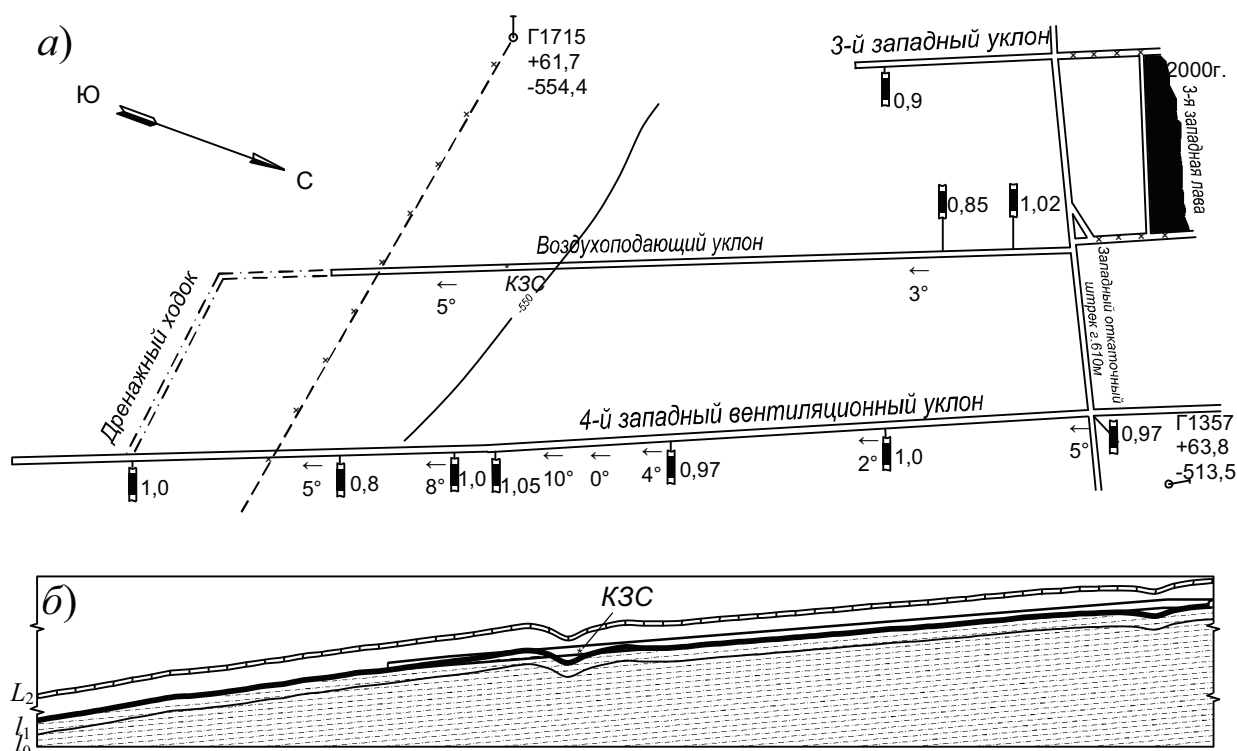 а)
Г1715
+61,7
-554,4
Ю
С
3-й западный уклон
2000г.
3-я западная лава
0,9
0,85
1,02
Воздухоподающий уклон
КЗС
-550
5°
3°
Дренажный ходок
Западный откаточный
штрек г.610м
4-й западный вентиляционный уклон
Г1357
+63,8
-513,5
1,0
5°
0,8
8°
1,0
1,05
10°
0°
4°
0,97
2°
1,0
5°
0,97
б)
КЗС
L2
l1
l0